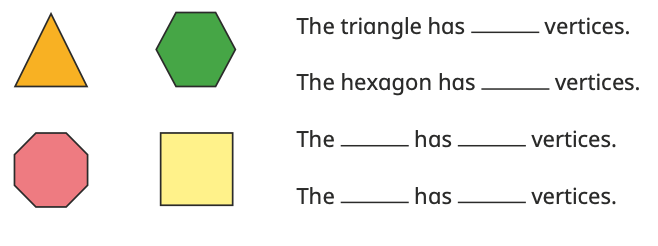 The triangle has ______ vertices.
The hexagon has ______ vertices.
The ______ has ______ vertices.
The ______ has ______ vertices.